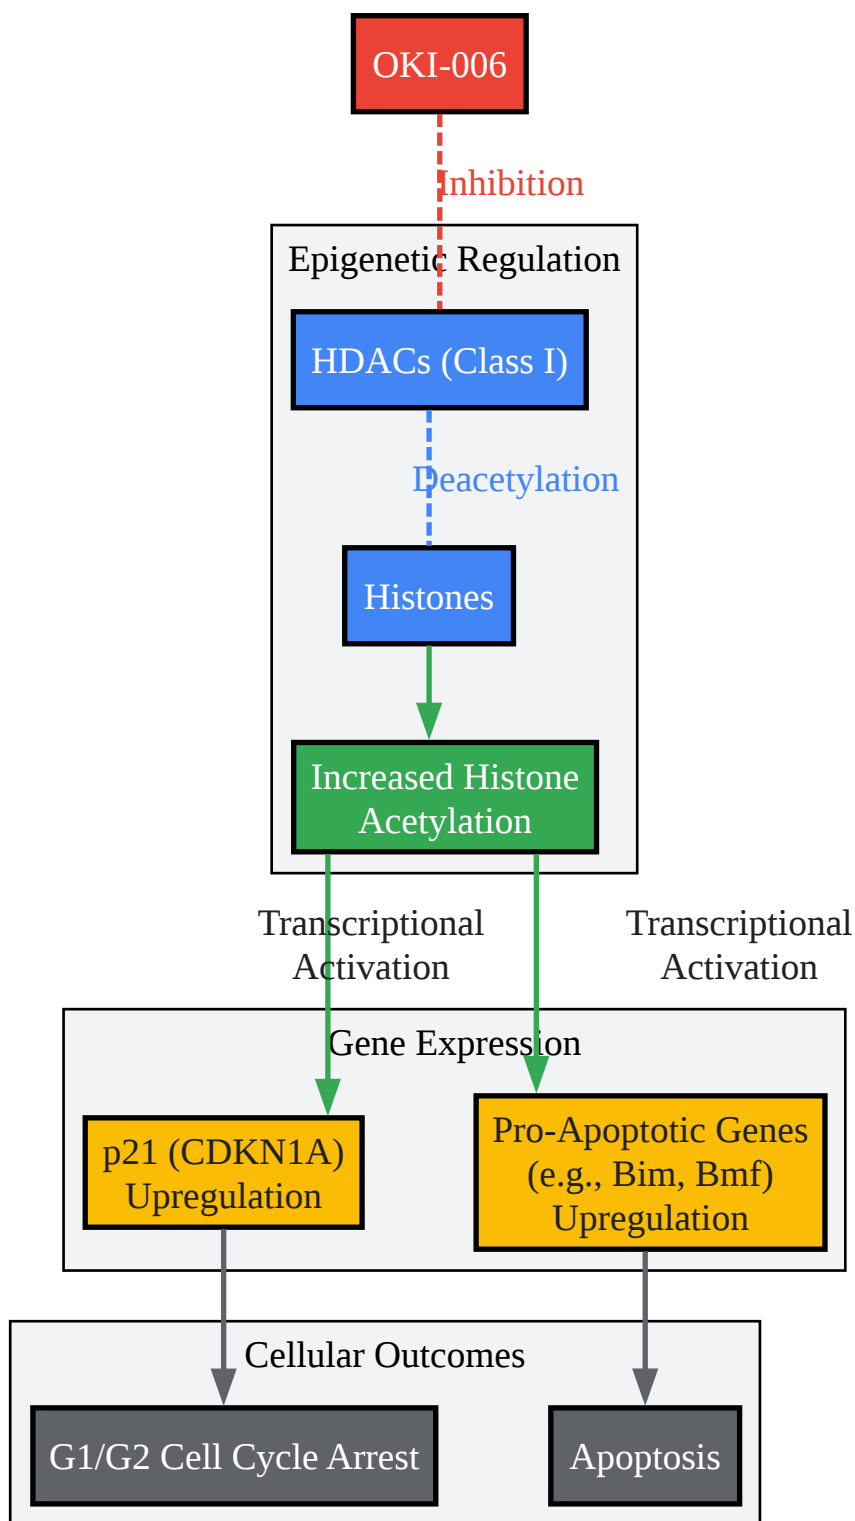 OKI-006
Inhibition
Epigenetic Regulation
HDACs (Class I)
Deacetylation
Histones
Increased Histone
Acetylation
Transcriptional
Activation
Transcriptional
Activation
Gene Expression
p21 (CDKN1A)
Upregulation
Pro-Apoptotic Genes
(e.g., Bim, Bmf)
Upregulation
Cellular Outcomes
G1/G2 Cell Cycle Arrest
Apoptosis